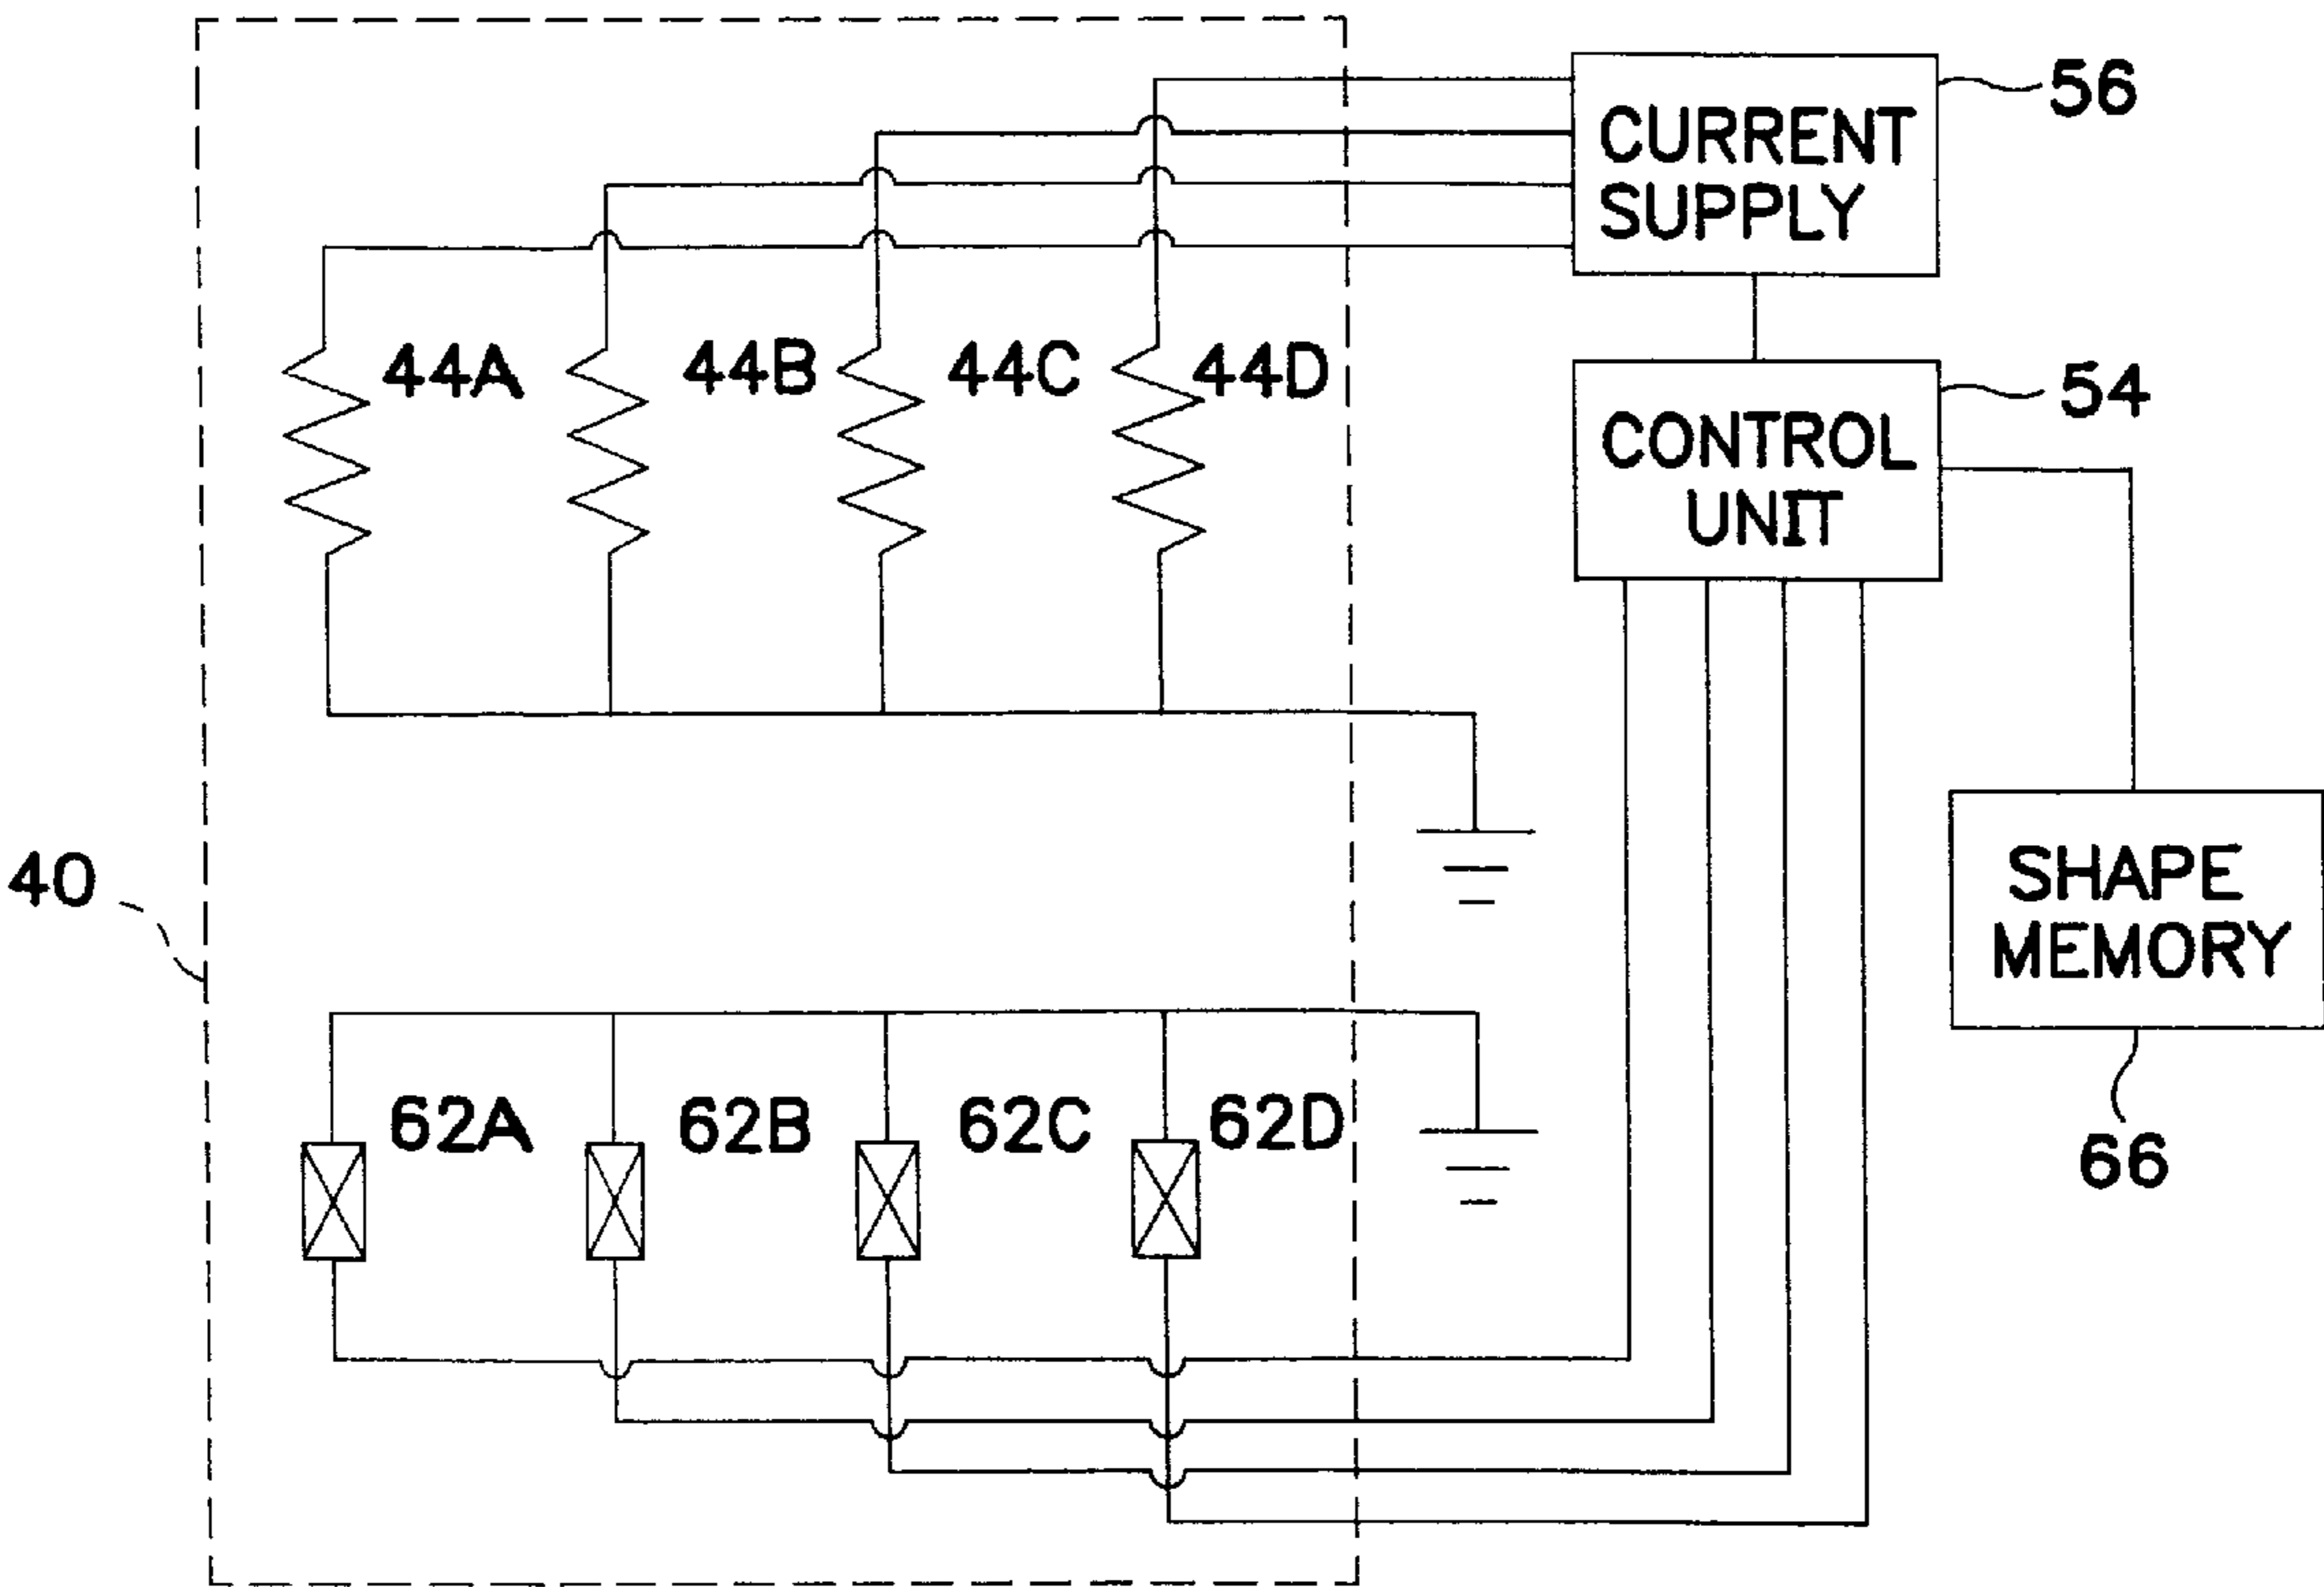 56
CURRENT
SUPPLY
44A 44B 44C 44D
54
CONTROL
UNIT
40
SHAPE
MEMORY
62A 62B 62C 62D
66